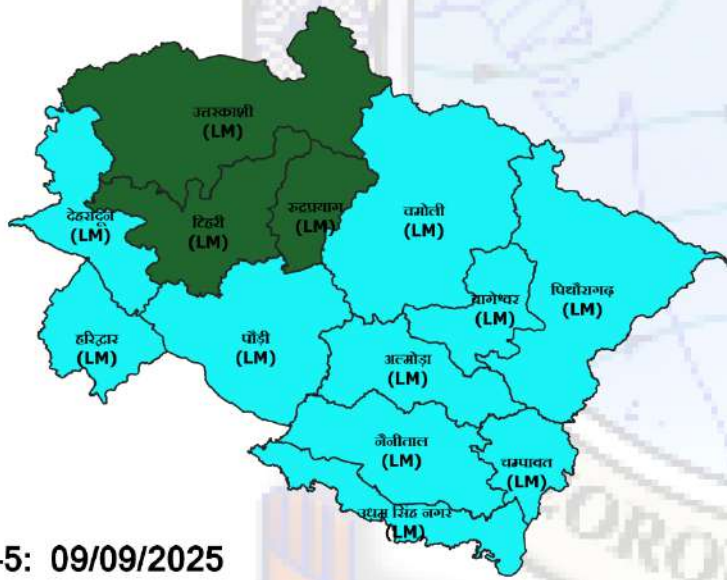 उत्तरकाशी
(LM)
देहरादून
(LM)
टिहरी
(LM)
रुद्रप्रयाग
(LM)
चमोली
(LM)
बागेश्वर
(LM)
पिथौरागढ़
(LM)
हरिद्वार
(LM)
पौड़ी
(LM)
अल्मोड़ा
(LM)
नैनीताल
(LM)
चम्पावत
(LM)
उधम सिंह नगर
(LM)
-5: 09/09/2025